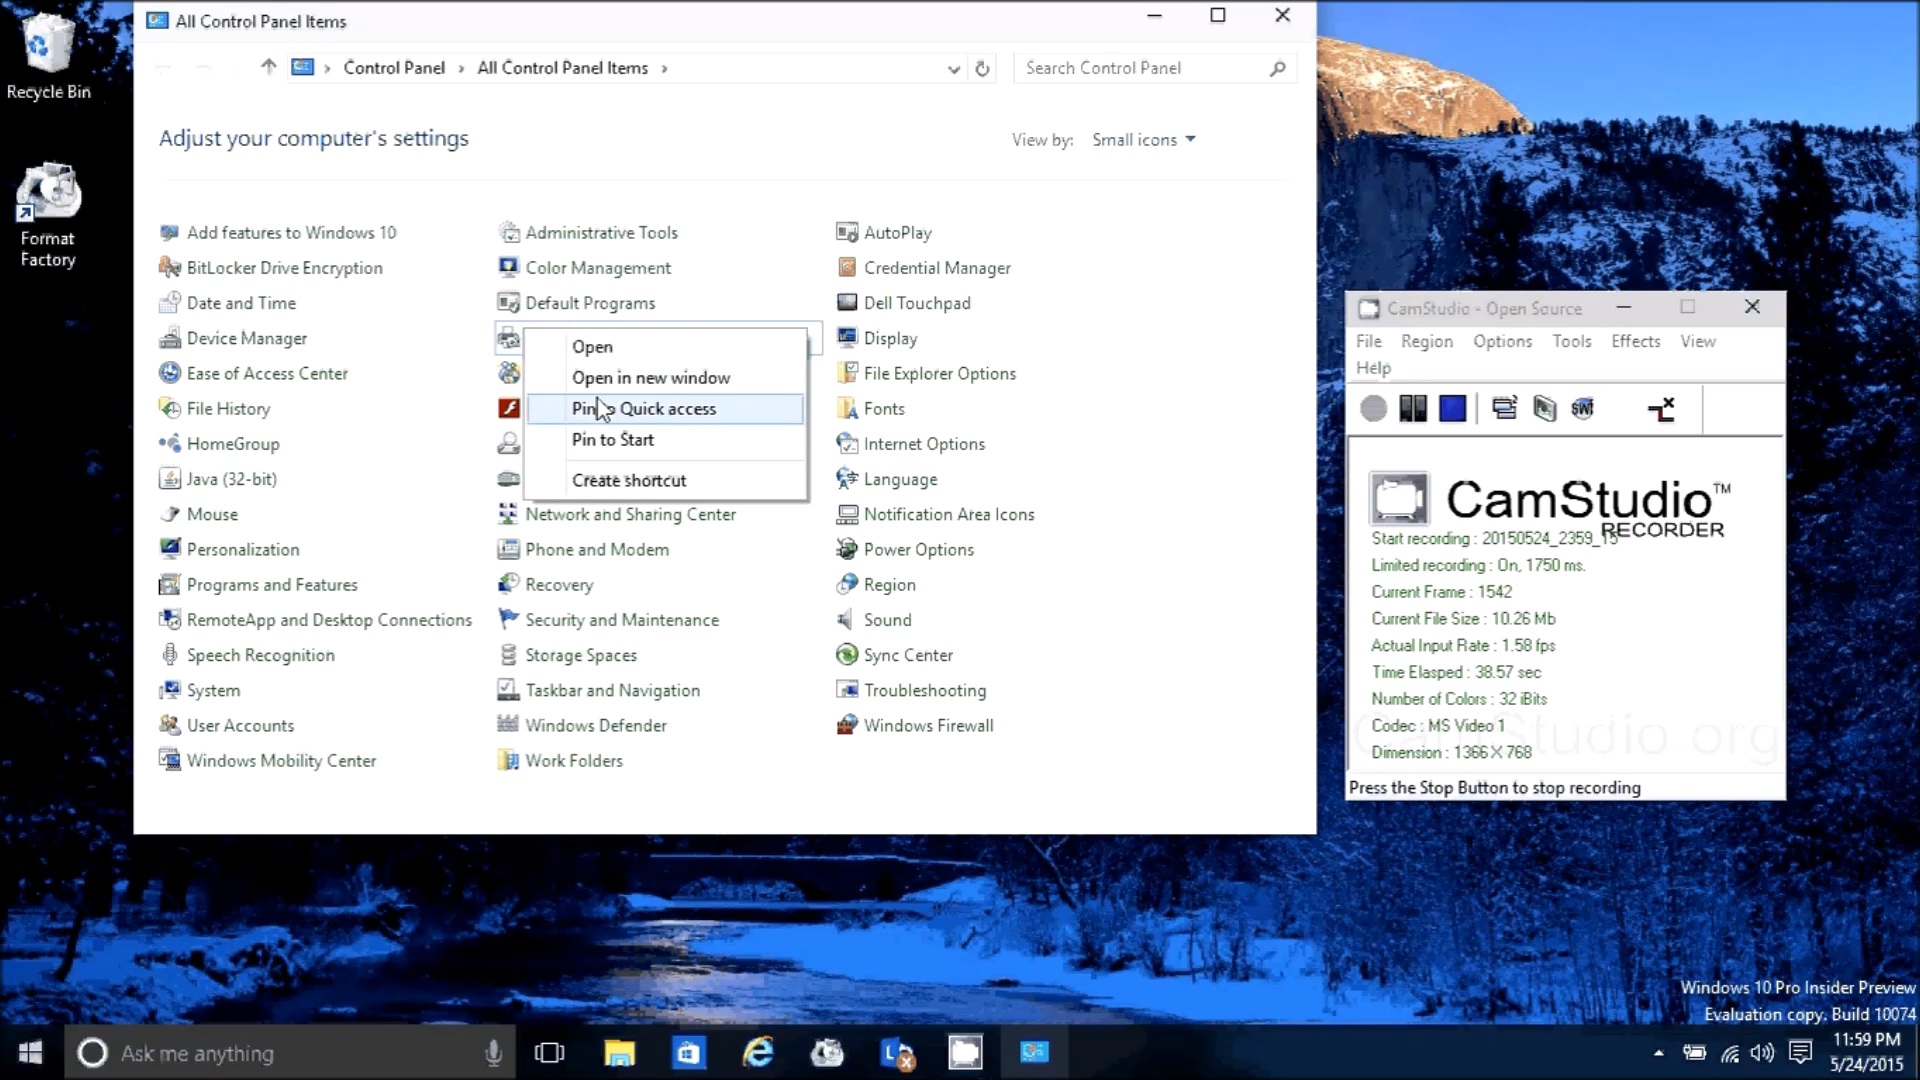 All Control Panel Items
Control Panel
All Control Panel Items
Search Control Panel
Recycle Bin
Format
Factory
Adjust your computer's settings
View by:
Small icons
Add features to Windows 10
Administrative Tools
AutoPlay
BitLocker Drive Encryption
Color Management
Credential Manager
Date and Time
Default Programs
Dell Touchpad
Device Manager
Display
Ease of Access Center
File Explorer Options
File History
Fonts
HomeGroup
Internet Options
Java (32-bit)
Language
Mouse
Network and Sharing Center
Notification Area Icons
Personalization
Phone and Modem
Power Options
Programs and Features
Recovery
Region
RemoteApp and Desktop Connections
Security and Maintenance
Sound
Speech Recognition
Storage Spaces
Sync Center
System
Taskbar and Navigation
Troubleshooting
User Accounts
Windows Defender
Windows Firewall
Windows Mobility Center
Work Folders
Open
Open in new window
Quick access
Pin to Start
Create shortcut
CamStudio - Open Source
File
Region
Options
Tools
Effects
View
Help
CamStudio™
RECORDER
Start recording : 20150524_2359_15
Limited recording : On, 1750 ms.
Current Frame : 1542
Current File Size : 10.26 Mb
Actual Input Rate : 1.58 fps
Time Elasped : 38.57 sec
Number of Colors : 32 iBits
Codec : MS Video 1
Dimension : 1366 X 768
Press the Stop Button to stop recording
Windows 10 Pro Insider Preview
Evaluation copy. Build 10074
Ask me anything
11:59 PM
5/24/2015